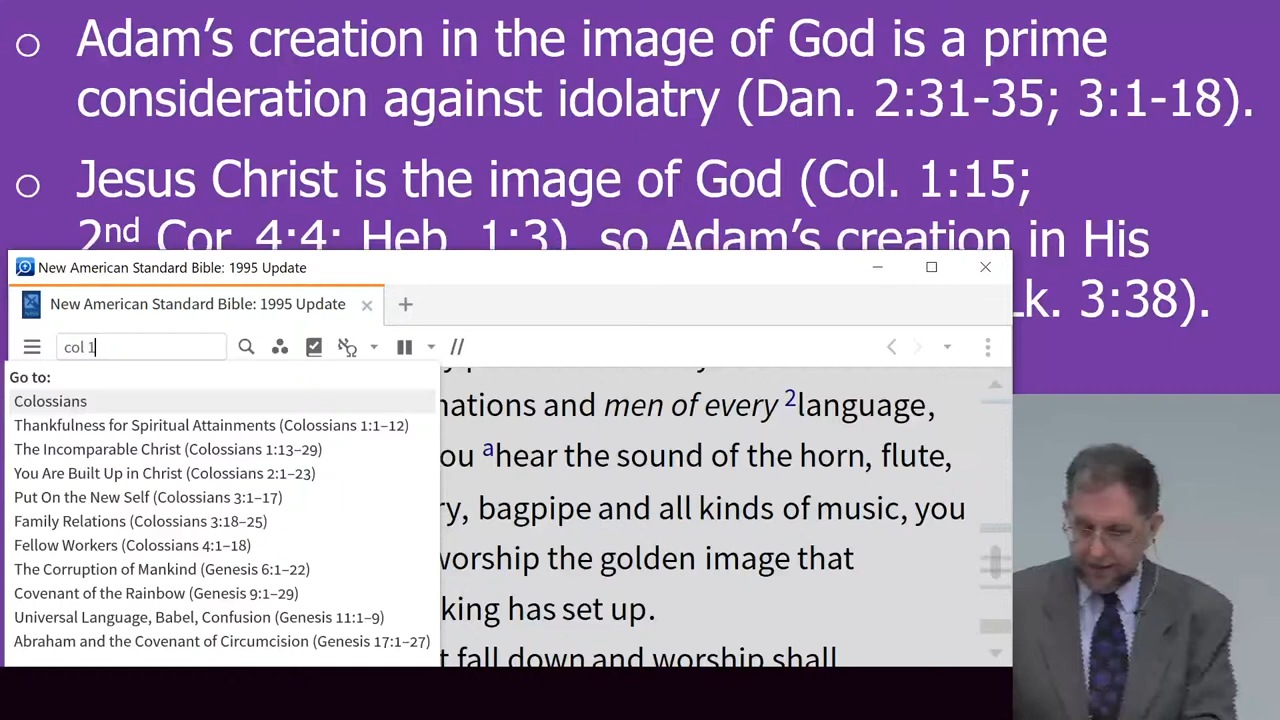 ○ Adam's creation in the image of God is a prime
consideration against idolatry (Dan. 2:31-35; 3:1-18).
○ Jesus Christ is the image of God (Col. 1:15;
2nd Cor. 4:4; Heb. 1:3), so Adam's creation in His
Lk. 3:38).
New American Standard Bible: 1995 Update
New American Standard Bible: 1995 Update
col 1
Go to:
Colossians
Thankfulness for Spiritual Attainments (Colossians 1:1–12)
The Incomparable Christ (Colossians 1:13–29)
You Are Built Up in Christ (Colossians 2:1–23)
Put On the New Self (Colossians 3:1–17)
Family Relations (Colossians 3:18–25)
Fellow Workers (Colossians 4:1–18)
The Corruption of Mankind (Genesis 6:1–22)
Covenant of the Rainbow (Genesis 9:1–29)
Universal Language, Babel, Confusion (Genesis 11:1–9)
Abraham and the Covenant of Circumcision (Genesis 17:1–27)
nations and men of every 2language,
ou a hear the sound of the horn, flute,
ry, bagpipe and all kinds of music, you
worship the golden image that
king has set up.
t fall down and worship shall